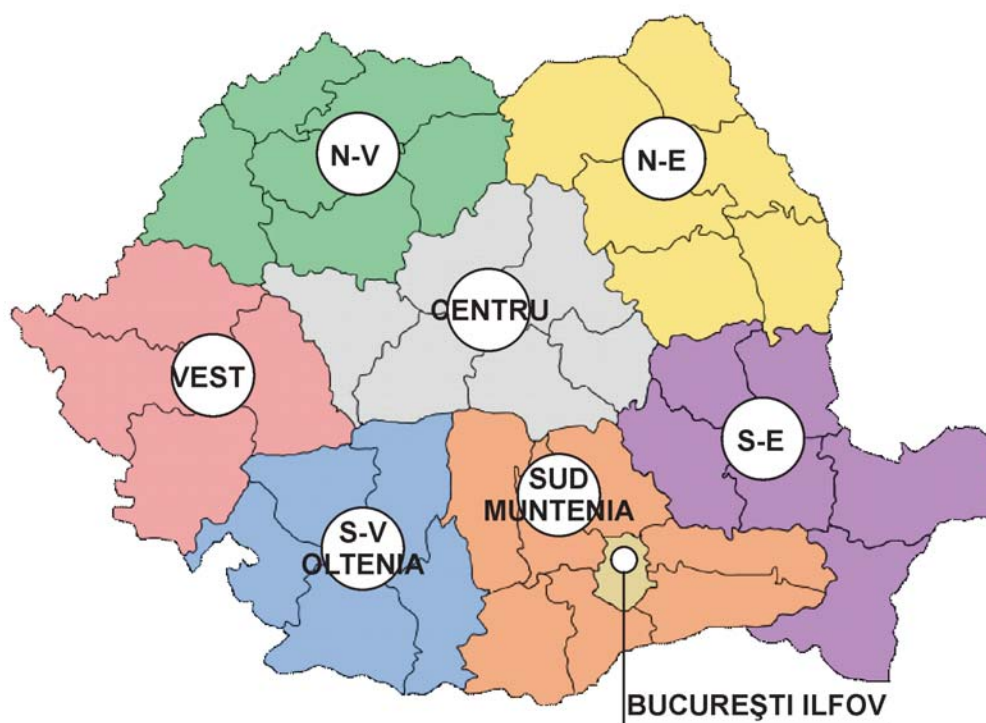 N-V
N-E
CENTRU
VEST
S-E
SUD
MUNTENIA
S-V
OLTENIA
BUCUREŞTI ILFOV